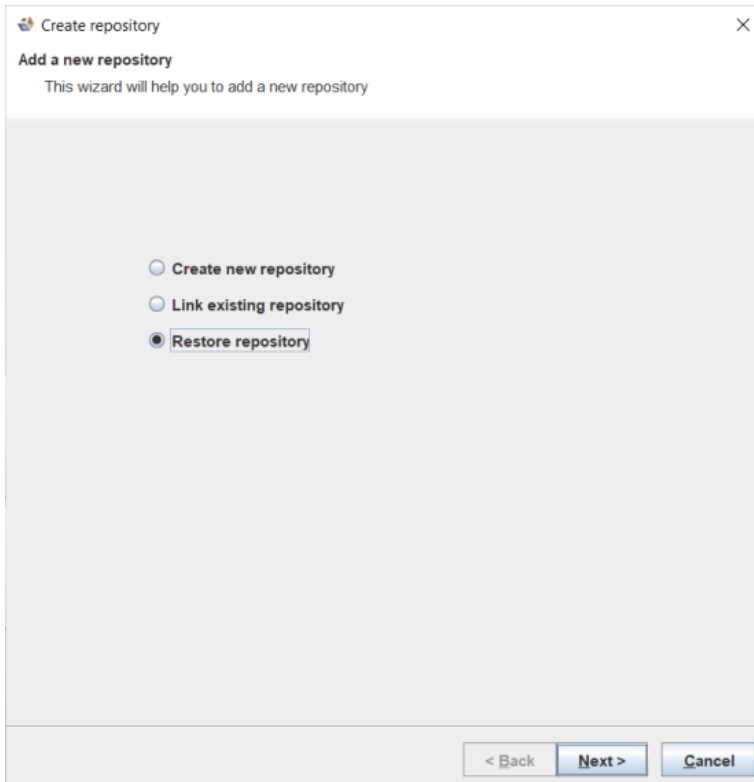 Create repository
Add a new repository
This wizard will help you to add a new repository
Create new repository
Link existing repository
Restore repository
< Back Next > Cancel